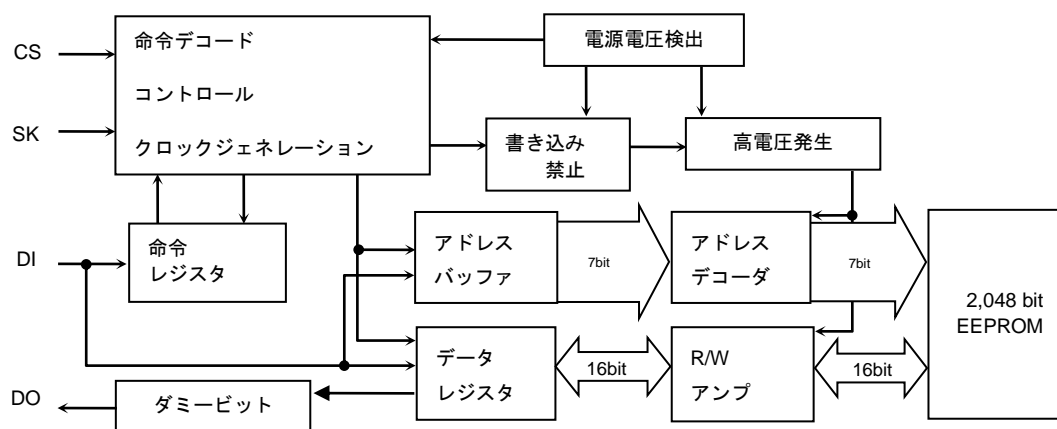 CS
SK
DI
DO
命令デコード
コントロール
クロックジェネレーション
電源電圧検出
書き込み
禁止
高電圧発生
命令
レジスタ
アドレス
バッファ
7bit
アドレス
デコーダ
7bit
2,048 bit
EEPROM
データ
レジスタ
16bit
R/W
アンプ
16bit
ダミービット